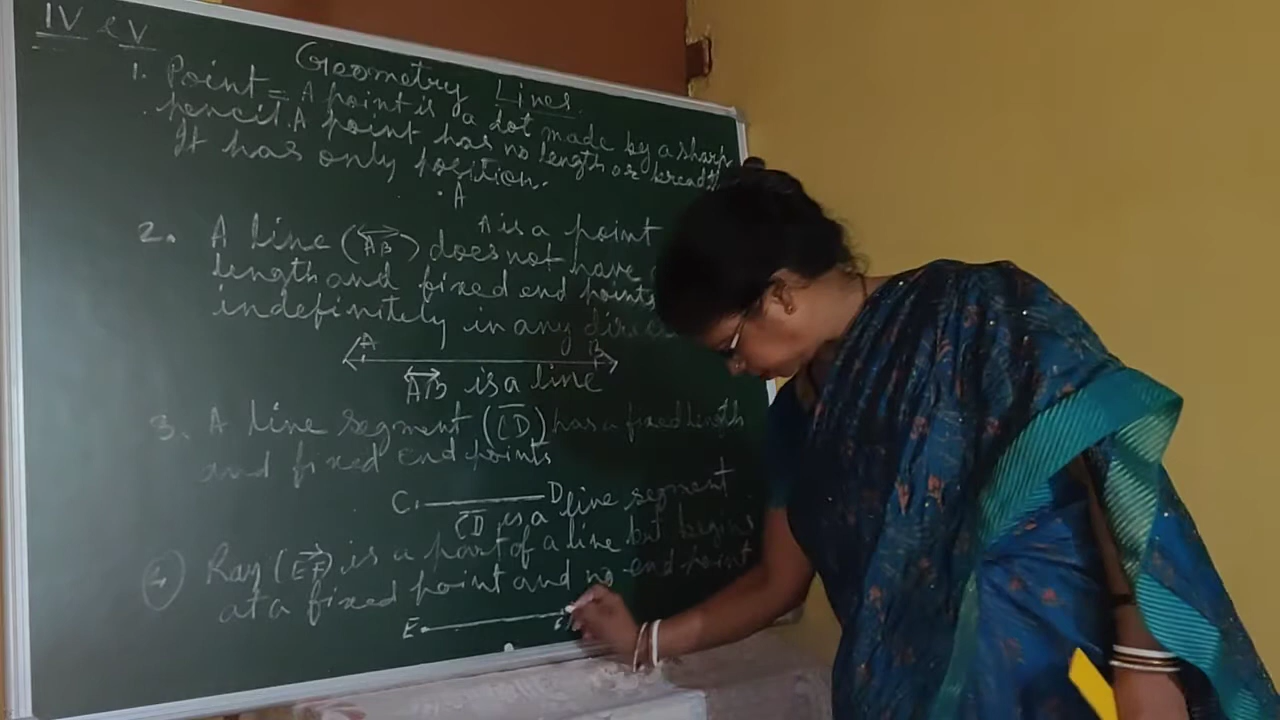 IV & V
Geometry Lines
1. Point = A point is a dot made by a sharp
pencil. A point has no length or breadth
It has only position.
. A
A is a point
2. A line (AB) does not have
length and fixed end points
indefinitely in any
A B
AB is a line
3. A line segment (CD) has a fixed length
and fixed end points
C D
CD is a line segment
4 Ray (EF) is a part of a line but begins
at a fixed point and no end point
E